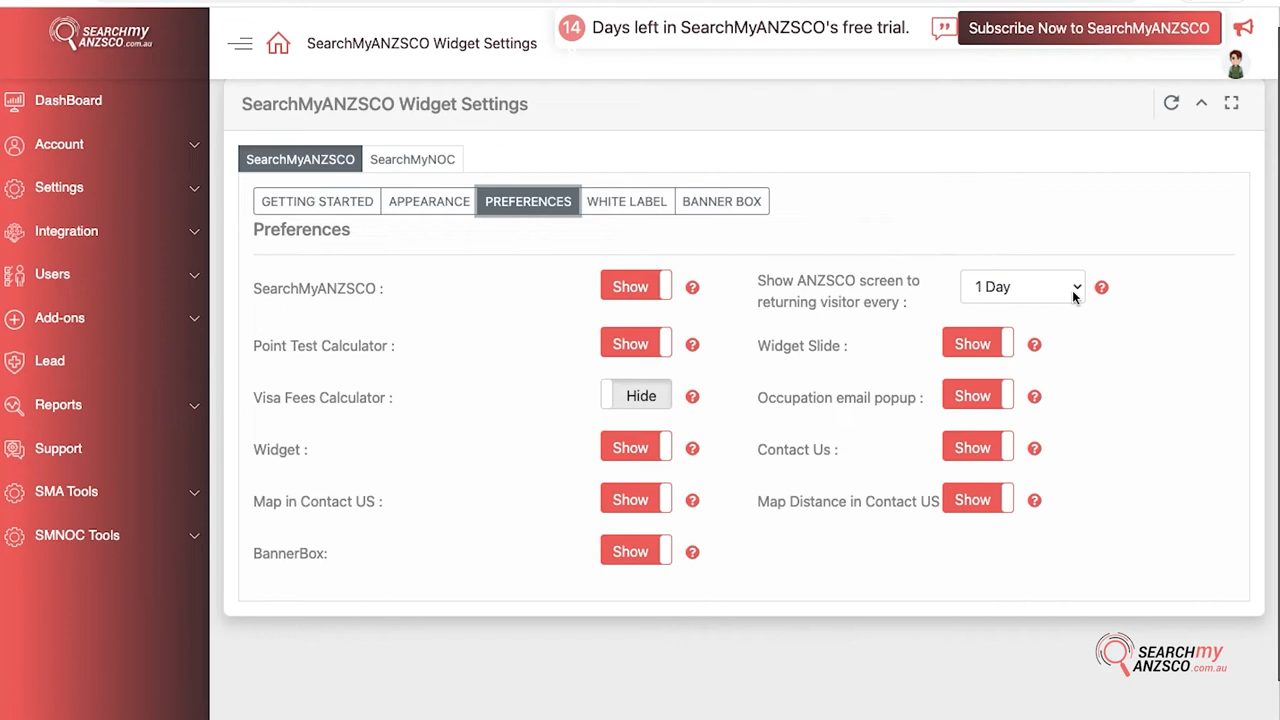 SEARCHmy
ANZSCO.com.au
SearchMyANZSCO Widget Settings
14 Days left in SearchMyANZSCO's free trial.
Subscribe Now to SearchMyANZSCO
DashBoard
Account
Settings
Integration
Users
Add-ons
Lead
Reports
Support
SMA Tools
SMNOC Tools
SearchMyANZSCO Widget Settings
SearchMyANZSCO SearchMyNOC
GETTING STARTED APPEARANCE PREFERENCES WHITE LABEL BANNER BOX
Preferences
SearchMyANZSCO : Show ?
Show ANZSCO screen to
returning visitor every : 1 Day ?
Point Test Calculator : Show ?
Widget Slide : Show ?
Visa Fees Calculator : Hide ?
Occupation email popup : Show ?
Widget : Show ?
Contact Us : Show ?
Map in Contact US : Show ?
Map Distance in Contact US Show ?
BannerBox: Show ?
SEARCHmy
ANZSCO.com.au